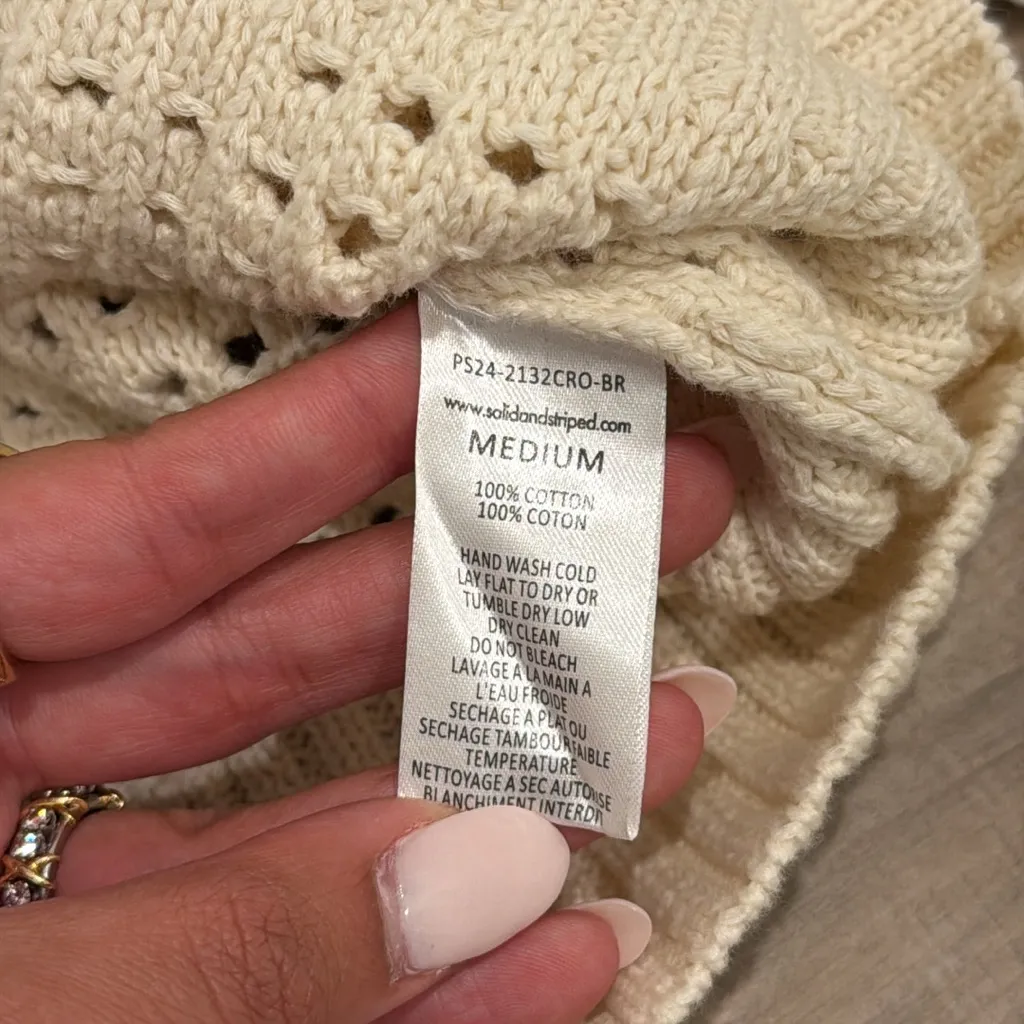 PS24-2132CRO-BR
www.solidandstriped.com
MEDIUM
100% COTTON
100% COTON
HAND WASH COLD
LAY FLAT TO DRY OR
TUMBLE DRY LOW
DRY CLEAN
DO NOT BLEACH
LAVAGE A LA MAIN A
L'EAU FROIDE
SECHAGE A PLAT OU
SECHAGE TAMBOUR FAIBLE
TEMPERATURE
NETTOYAGE A SEC AUTORISE
BLANCHIMENT INTERDIT